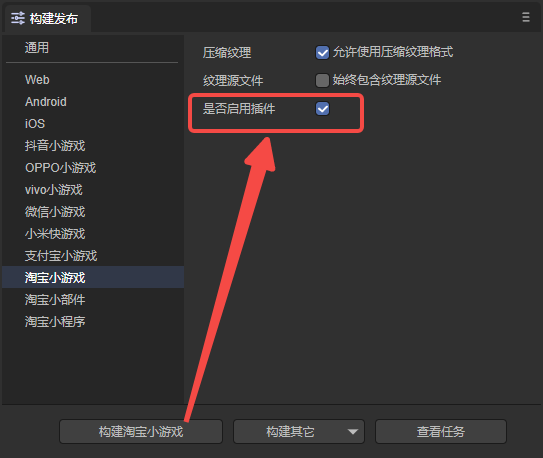 构建发布
通用
Web
Android
iOS
抖音小游戏
OPPO小游戏
vivo小游戏
微信小游戏
小米快游戏
支付宝小游戏
淘宝小游戏
淘宝小部件
淘宝小程序
压缩纹理 允许使用压缩纹理格式
纹理源文件 始终包含纹理源文件
是否启用插件
构建淘宝小游戏 构建其它 查看任务